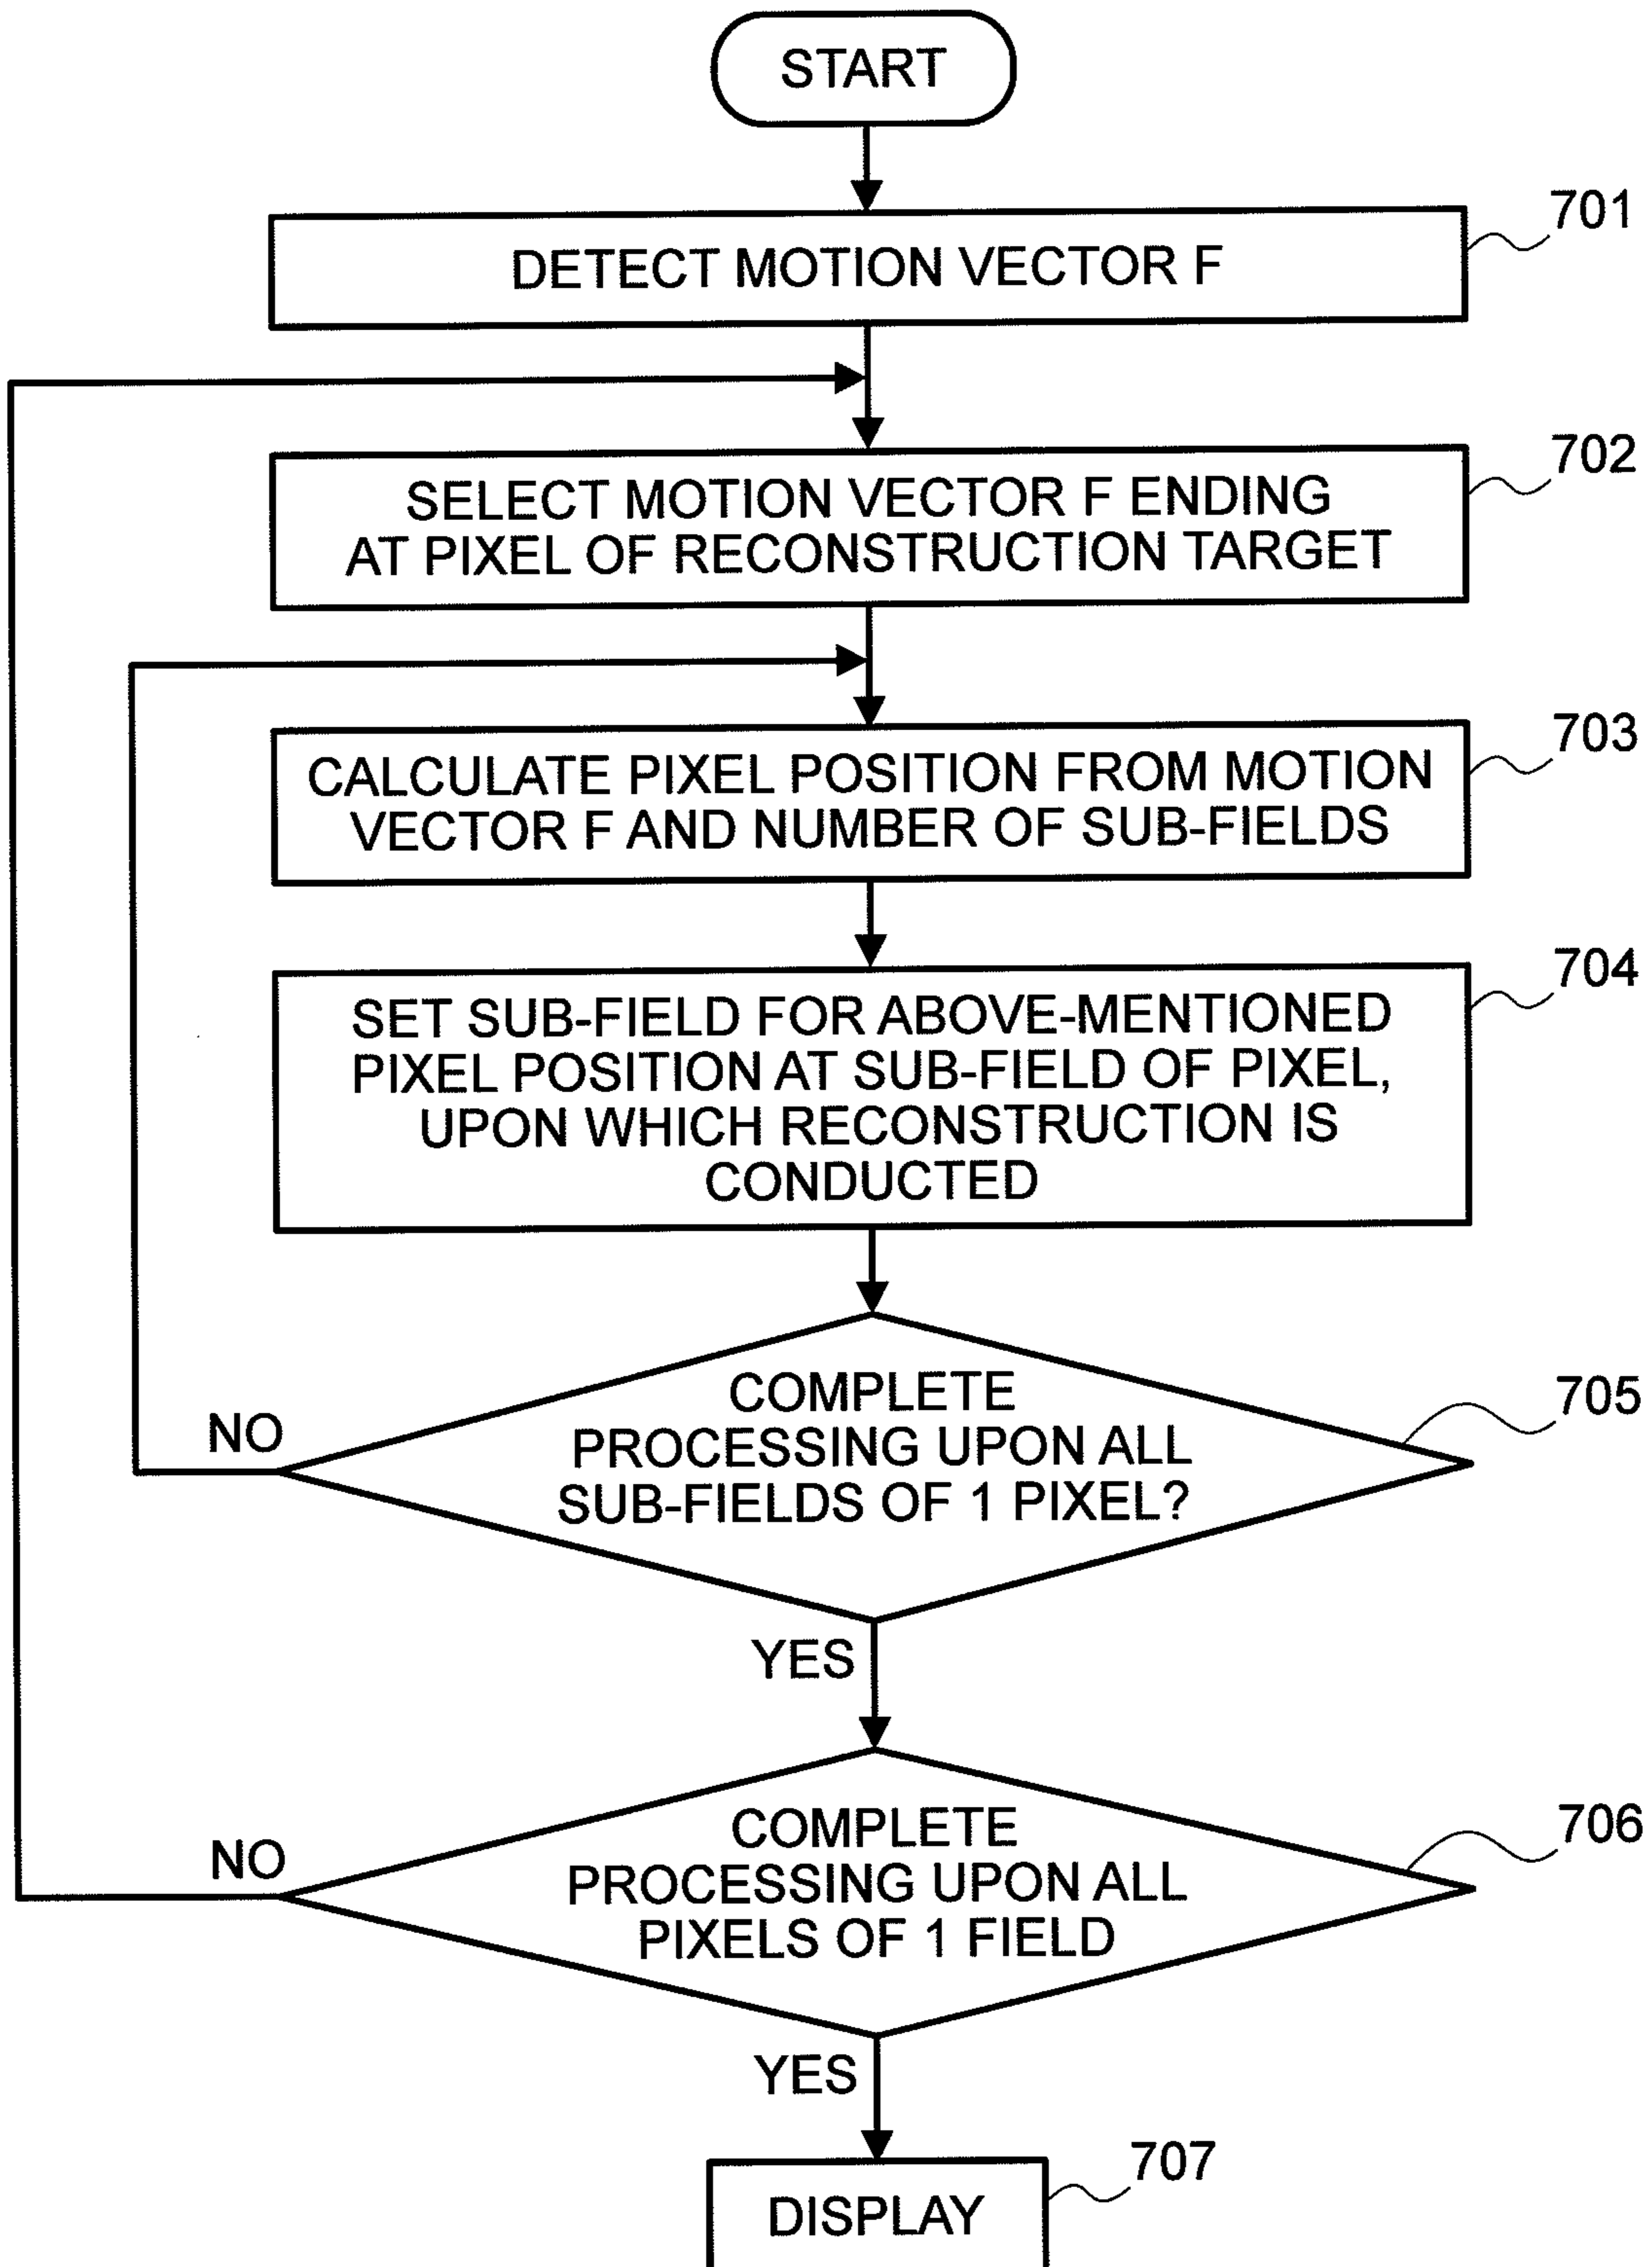 START
701
DETECT MOTION VECTOR F
702
SELECT MOTION VECTOR F ENDING
AT PIXEL OF RECONSTRUCTION TARGET
703
CALCULATE PIXEL POSITION FROM MOTION
VECTOR F AND NUMBER OF SUB-FIELDS
704
SET SUB-FIELD FOR ABOVE-MENTIONED
PIXEL POSITION AT SUB-FIELD OF PIXEL,
UPON WHICH RECONSTRUCTION IS
CONDUCTED
705
COMPLETE
PROCESSING UPON ALL
SUB-FIELDS OF 1 PIXEL?
NO
YES
706
COMPLETE
PROCESSING UPON ALL
PIXELS OF 1 FIELD
NO
YES
707
DISPLAY